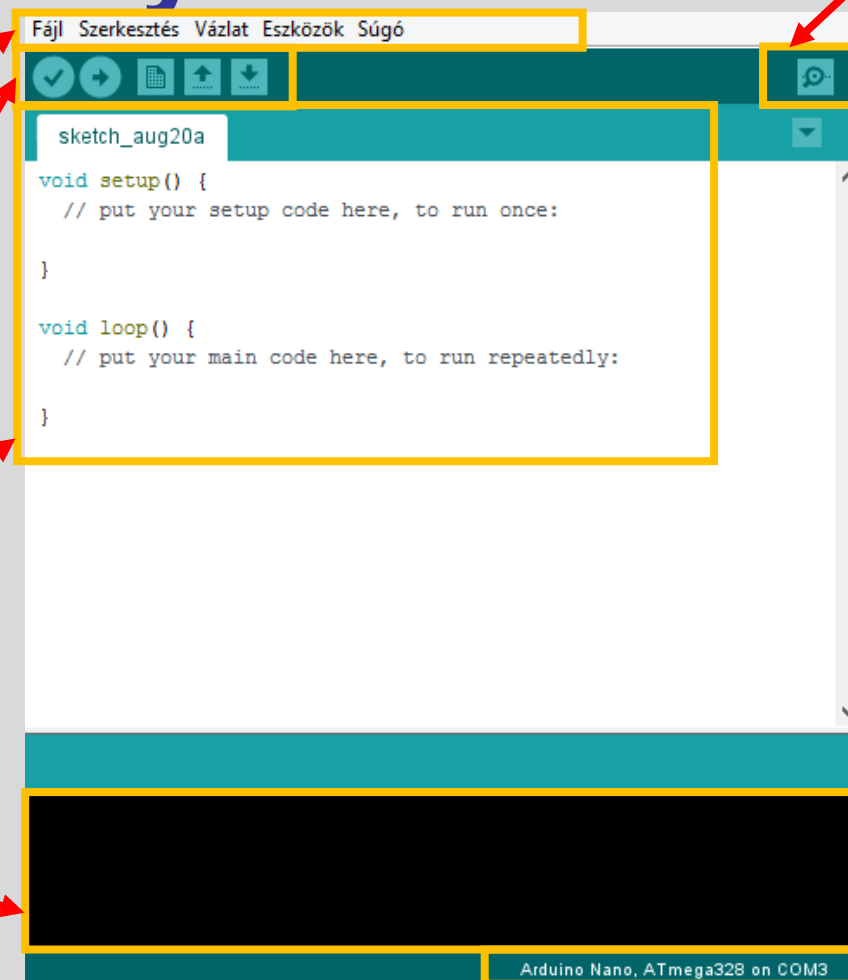 Fájl Szerkesztés Vázlat Eszközök Súgó
sketch_aug20a
void setup() {
  // put your setup code here, to run once:
}
void loop() {
  // put your main code here, to run repeatedly:
}
Arduino Nano, ATmega328 on COM3